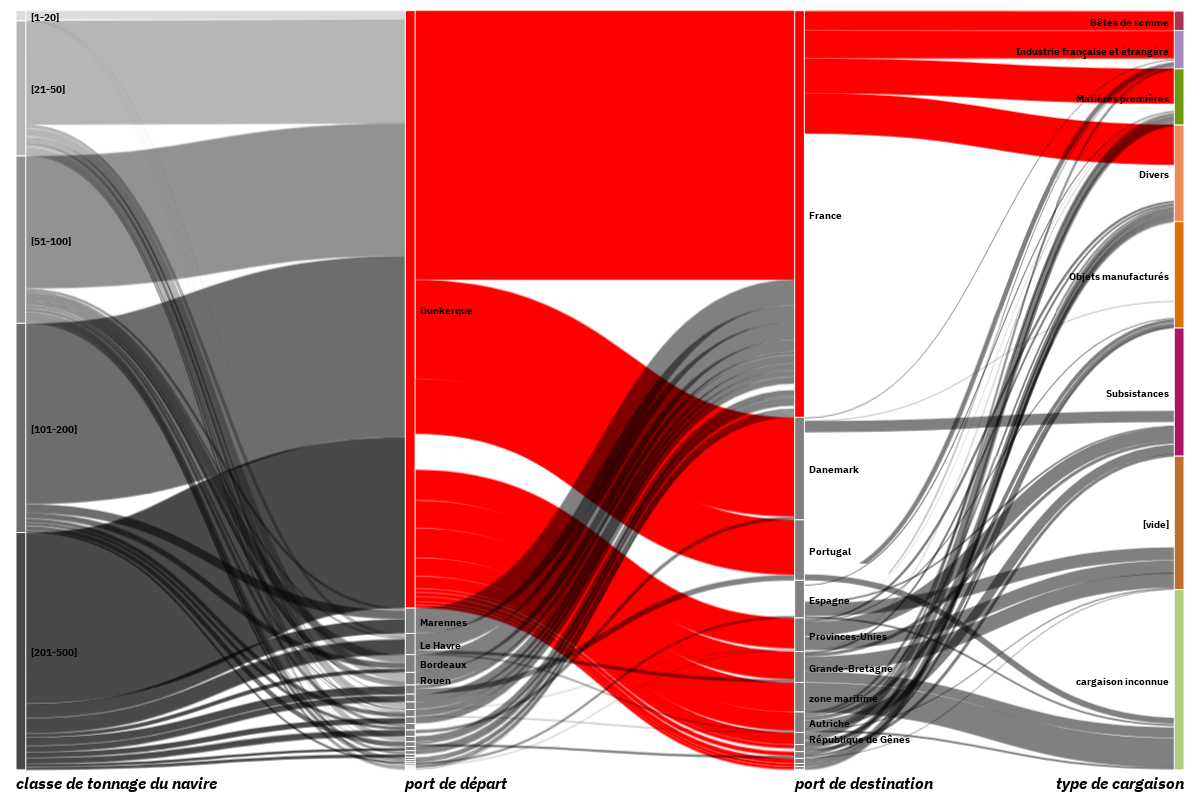 [1-20]
[21-50]
[51-100]
[101-200]
[201-500]
Dunkerque
Marennes
Le Havre
Bordeaux
Rouen
France
Danemark
Portugal
Espagne
Provinces-Unies
Grande-Bretagne
zone maritime
Autriche
République de Gênes
Bêtes de somme
Industrie française et étrangère
Matières premières
Divers
Objets manufacturés
Subsistances
[vide]
cargaison inconnue
classe de tonnage du navire
port de départ
port de destination
type de cargaison